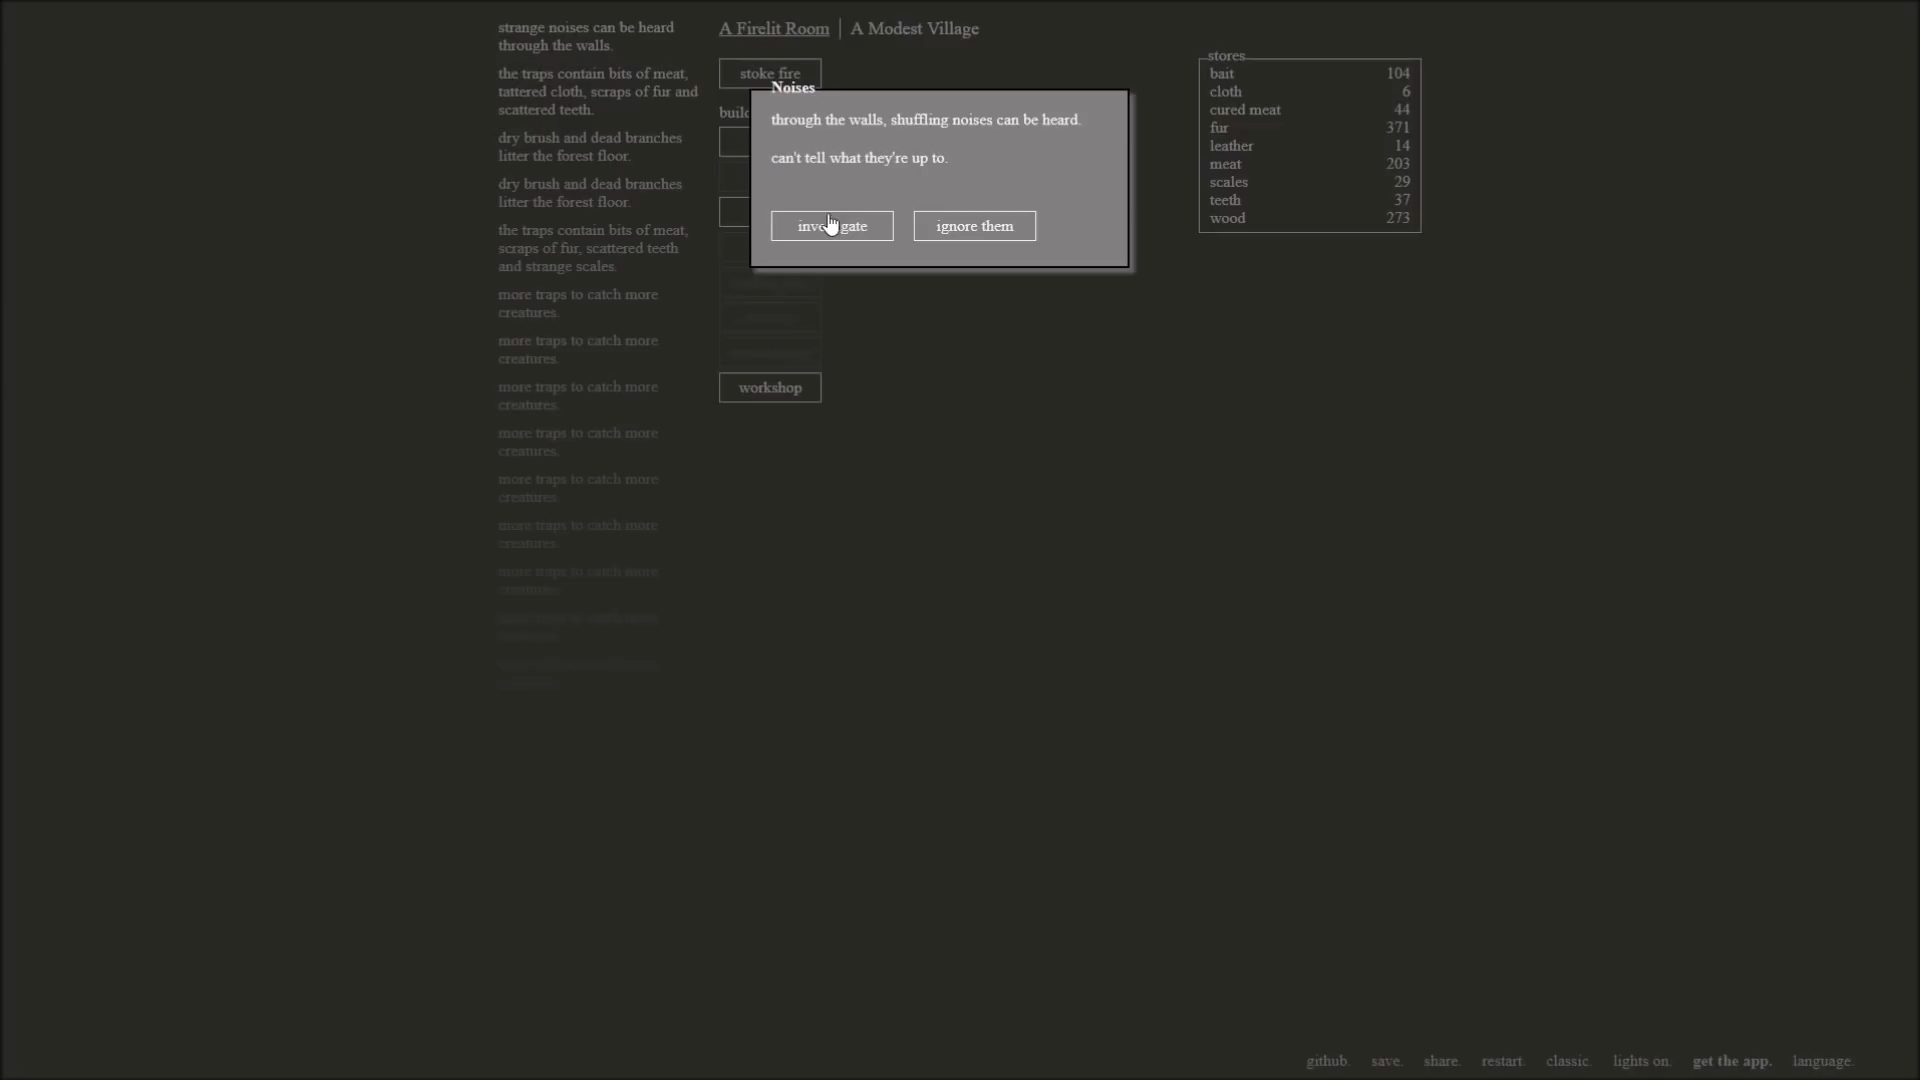 strange noises can be heard
through the walls.
the traps contain bits of meat,
tattered cloth, scraps of fur and
scattered teeth.
dry brush and dead branches
litter the forest floor.
dry brush and dead branches
litter the forest floor.
the traps contain bits of meat,
scraps of fur, scattered teeth
and strange scales.
more traps to catch more
creatures.
more traps to catch more
creatures.
more traps to catch more
creatures.
more traps to catch more
creatures.
more traps to catch more
creatures.
more traps to catch more
creatures.
more traps to catch more
creatures.
A Firelit Room | A Modest Village
stoke fire
Noises
through the walls, shuffling noises can be heard.
can't tell what they're up to.
ignore them
workshop
stores
bait 104
cloth 6
cured meat 44
fur 371
leather 14
meat 203
scales 29
teeth 37
wood 273
github. save. share. restart. classic. lights on. get the app. language.